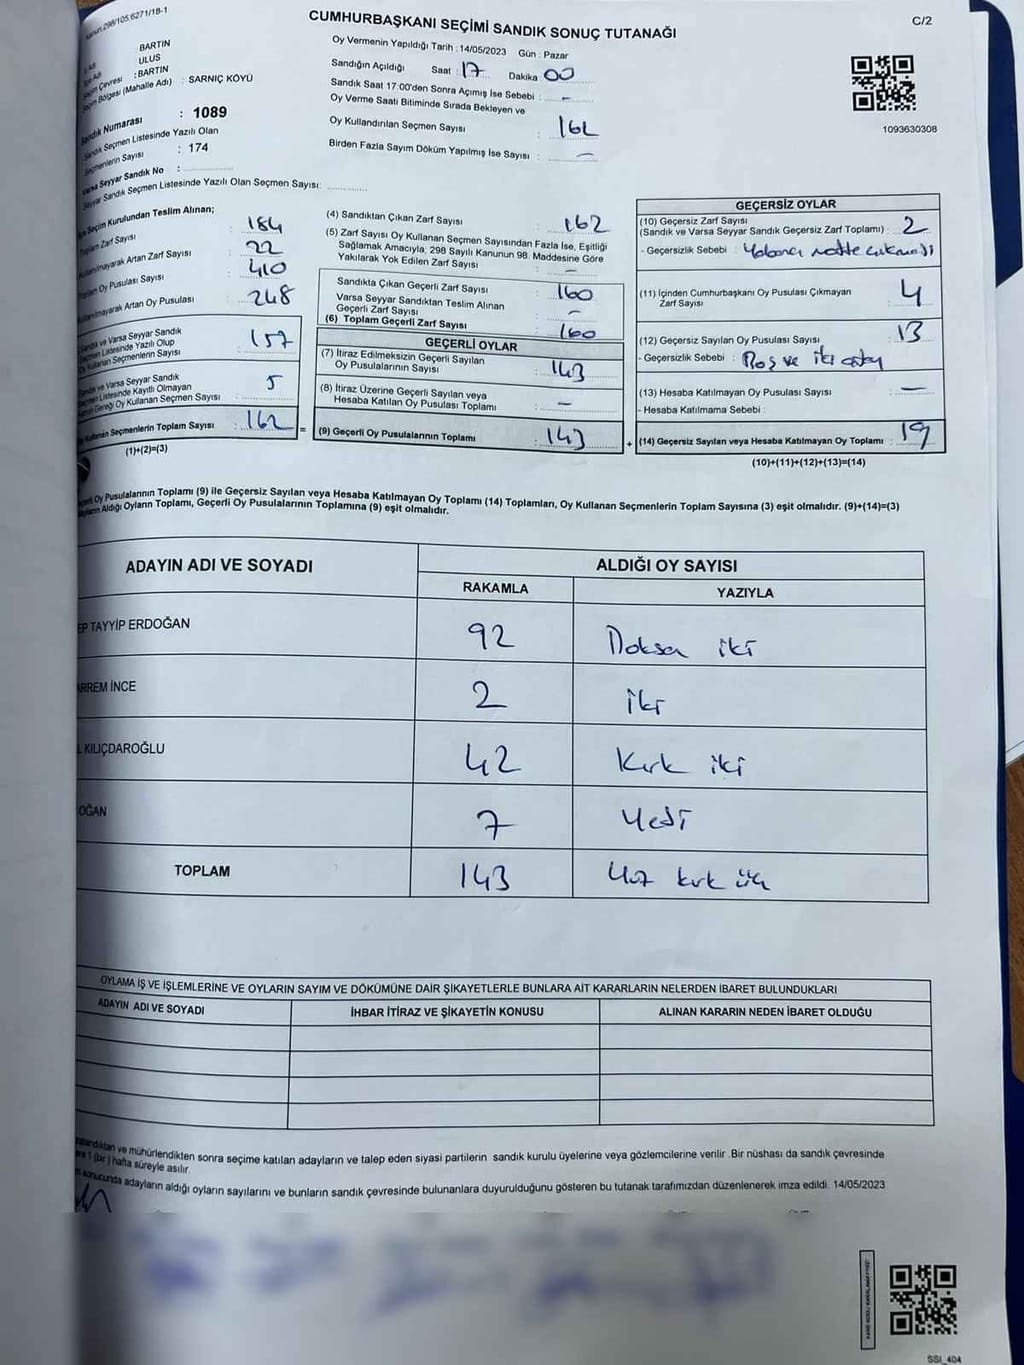 Kanun 298/105,6271/18-1
CUMHURBAŞKANI SEÇİMİ SANDIK SONUÇ TUTANAĞI
C/2
Adı : BARTIN
İlçe Adı : ULUS
Seçim Çevresi : BARTIN
Seçim Bölgesi (Mahalle Adı) : SARNIÇ KÖYÜ
Sandık Numarası : 1089
Sandık Seçmen Listesinde Yazılı Olan
Seçmenlerin Sayısı : 174
Varsa Seyyar Sandık No :
Seyyar Sandık Seçmen Listesinde Yazılı Olan Seçmen Sayısı:
Oy Vermenin Yapıldığı Tarih : 14/05/2023 Gün : Pazar
Sandığın Açıldığı Saat : 17 Dakika 00
Sandık Saat 17:00'den Sonra Açımış İse Sebebi : -
Oy Verme Saati Bitiminde Sırada Bekleyen ve
Oy Kullandırılan Seçmen Sayısı : 162
Birden Fazla Sayım Döküm Yapılmış İse Sayısı : -
1093630308
Seçim Kurulundan Teslim Alınan;
Toplam Zarf Sayısı : 184
Kullanılmayarak Artan Zarf Sayısı : 22
Oy Pusulası Sayısı : 410
Kullanılmayarak Artan Oy Pusulası : 248
Sandık ve Varsa Seyyar Sandık
Seçmen Listesinde Yazılı Olup
Oy Kullanan Seçmenlerin Sayısı : 157
ve Varsa Seyyar Sandık
Seçmen Listesinde Kayıtlı Olmayan
Gereği Oy Kullanan Seçmen Sayısı : 5
Oy Kullanan Seçmenlerin Toplam Sayısı : 162 =
(1)+(2)=(3)
(4) Sandıktan Çıkan Zarf Sayısı : 162
(5) Zarf Sayısı Oy Kullanan Seçmen Sayısından Fazla İse, Eşitliği
Sağlamak Amacıyla, 298 Sayılı Kanunun 98. Maddesine Göre
Yakılarak Yok Edilen Zarf Sayısı : -
Sandıkta Çıkan Geçerli Zarf Sayısı : 160
Varsa Seyyar Sandıktan Teslim Alınan
Geçerli Zarf Sayısı : -
(6) Toplam Geçerli Zarf Sayısı : 160
GEÇERLİ OYLAR
(7) İtiraz Edilmeksizin Geçerli Sayılan
Oy Pusulalarının Sayısı : 143
(8) İtiraz Üzerine Geçerli Sayılan veya
Hesaba Katılan Oy Pusulası Toplamı : -
(9) Geçerli Oy Pusulalarının Toplamı : 143 +
GEÇERSİZ OYLAR
(10) Geçersiz Zarf Sayısı
(Sandık ve Varsa Seyyar Sandık Geçersiz Zarf Toplamı) : 2
- Geçersizlik Sebebi :
(11) İçinden Cumhurbaşkanı Oy Pusulası Çıkmayan
Zarf Sayısı : 4
(12) Geçersiz Sayılan Oy Pusulası Sayısı : 13
- Geçersizlik Sebebi : Boş ve iki
(13) Hesaba Katılmayan Oy Pusulası Sayısı : -
- Hesaba Katılmama Sebebi :
(14) Geçersiz Sayılan veya Hesaba Katılmayan Oy Toplamı : 19
(10)+(11)+(12)+(13)=(14)
Geçerli Oy Pusulalarının Toplamı (9) ile Geçersiz Sayılan veya Hesaba Katılmayan Oy Toplamı (14) Toplamları, Oy Kullanan Seçmenlerin Toplam Sayısına (3) eşit olmalıdır. (9)+(14)=(3)
Adayların Aldığı Oyların Toplamı, Geçerli Oy Pusulalarının Toplamına (9) eşit olmalıdır.
ADAYIN ADI VE SOYADI
ALDIĞI OY SAYISI
RAKAMLA YAZIYLA
EP TAYYİP ERDOĞAN 92 Doksan iki
ARREM İNCE 2 iki
L KILIÇDAROĞLU 42 Kırk iki
OĞAN 7 Yedi
TOPLAM 143 Yüz kırk üç
OYLAMA İŞ VE İŞLEMLERİNE VE OYLARIN SAYIM VE DÖKÜMÜNE DAİR ŞİKAYETLERLE BUNLARA AİT KARARLARIN NELERDEN İBARET BULUNDUKLARI
ADAYIN ADI VE SOYADI İHBAR İTİRAZ VE ŞİKAYETİN KONUSU ALINAN KARARIN NEDEN İBARET OLDUĞU
ve mühürlendikten sonra seçime katılan adayların ve talep eden siyasi partilerin sandık kurulu üyelerine veya gözlemcilerine verilir .Bir nüshası da sandık çevresinde
1 (bir) hafta süreyle asılır.
sonucunda adayların aldığı oyların sayılarını ve bunların sandık çevresinde bulunanlara duyurulduğunu gösteren bu tutanak tarafımızdan düzenlenerek imza edildi. 14/05/2023
SSI_404